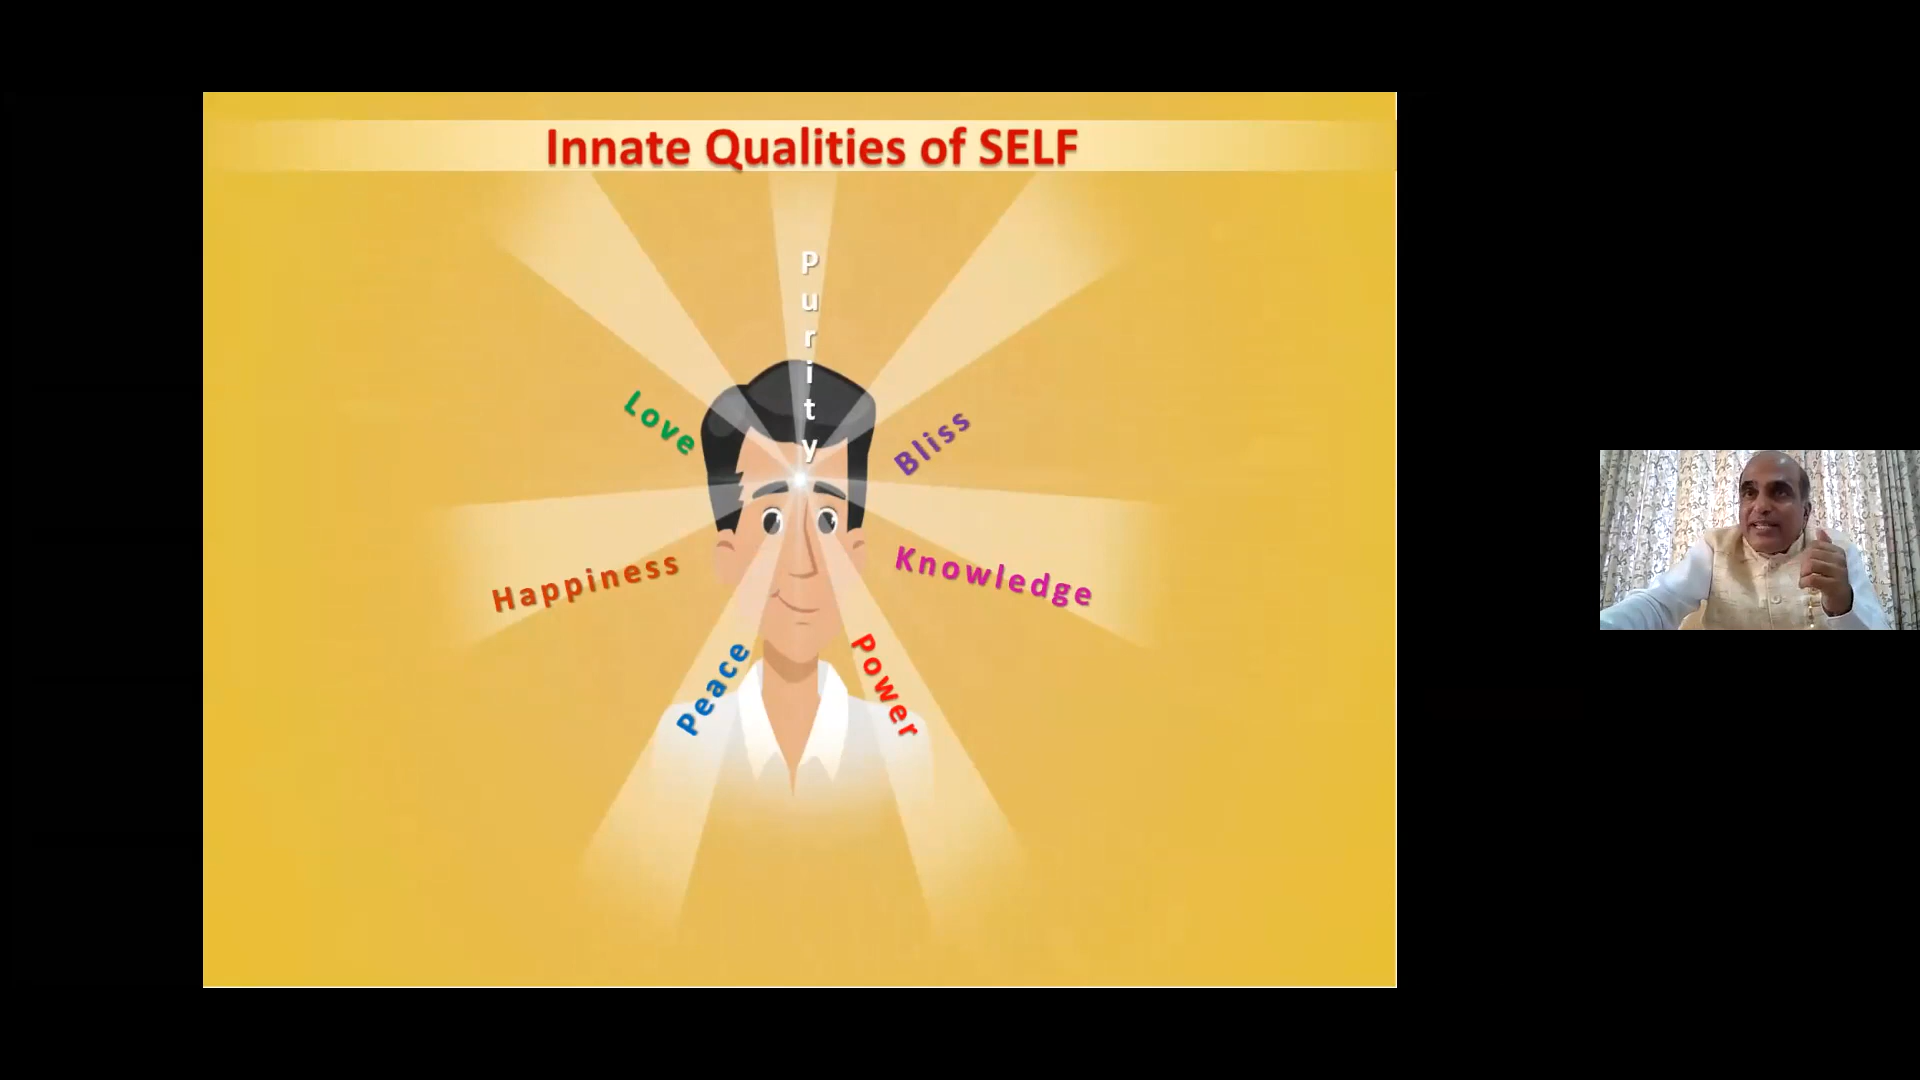 Innate Qualities of SELF
Purity
Love
Bliss
Happiness
Knowledge
Peace
Power